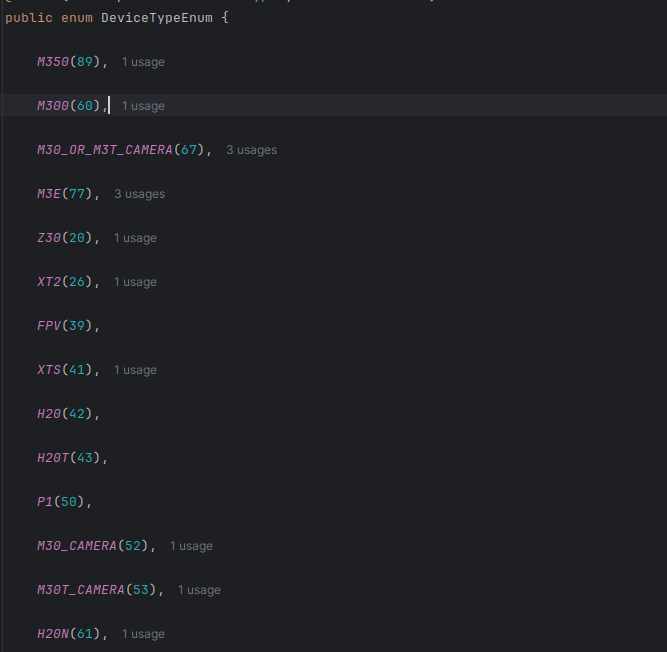 public enum DeviceTypeEnum {
M350(89), 1 usage
M300(60), 1 usage
M30_OR_M3T_CAMERA(67), 3 usages
M3E(77), 3 usages
Z30(20), 1 usage
XT2(26), 1 usage
FPV(39),
XTS(41), 1 usage
H20(42),
H20T(43),
P1(50),
M30_CAMERA(52), 1 usage
M30T_CAMERA(53), 1 usage
H20N(61), 1 usage